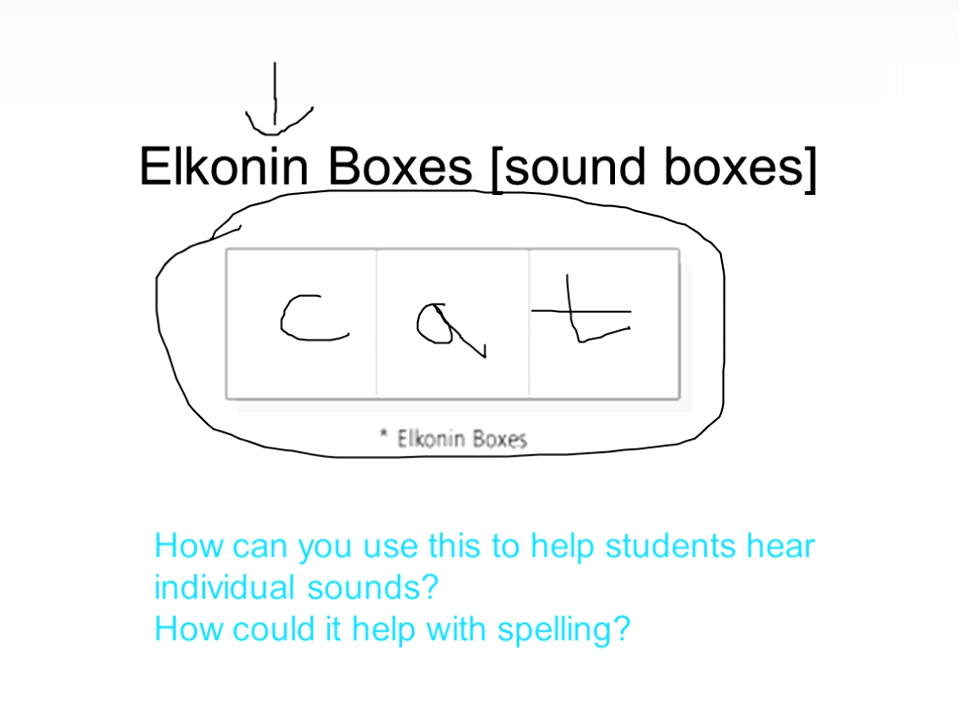 Elkonin Boxes [sound boxes]
c a t
* Elkonin Boxes
How can you use this to help students hear
individual sounds?
How could it help with spelling?